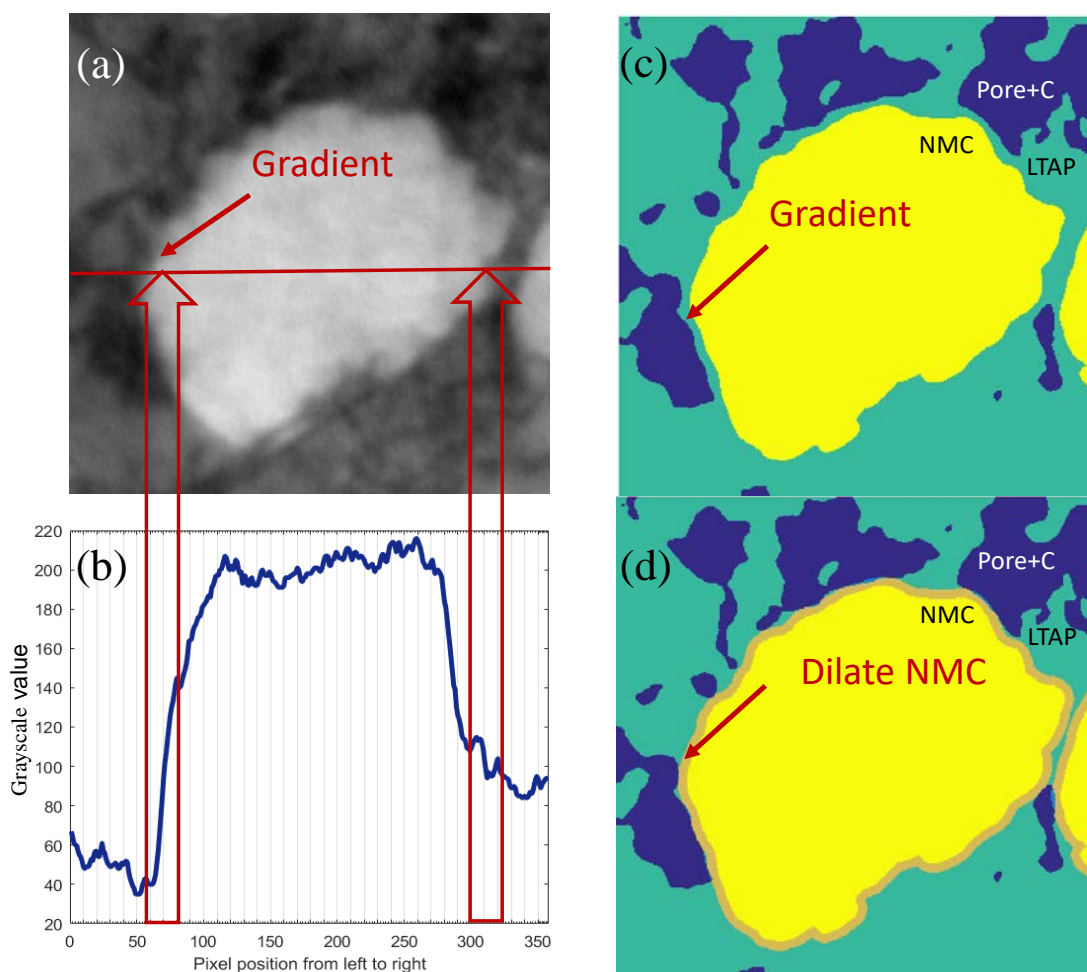 (a)
Gradient
(b)
Grayscale value
220
200
180
160
140
120
100
80
60
40
20
0
50
100
150
200
250
300
350
Pixel position from left to right
(c)
Pore+C
NMC
LTAP
Gradient
(d)
Pore+C
NMC
LTAP
Dilate NMC